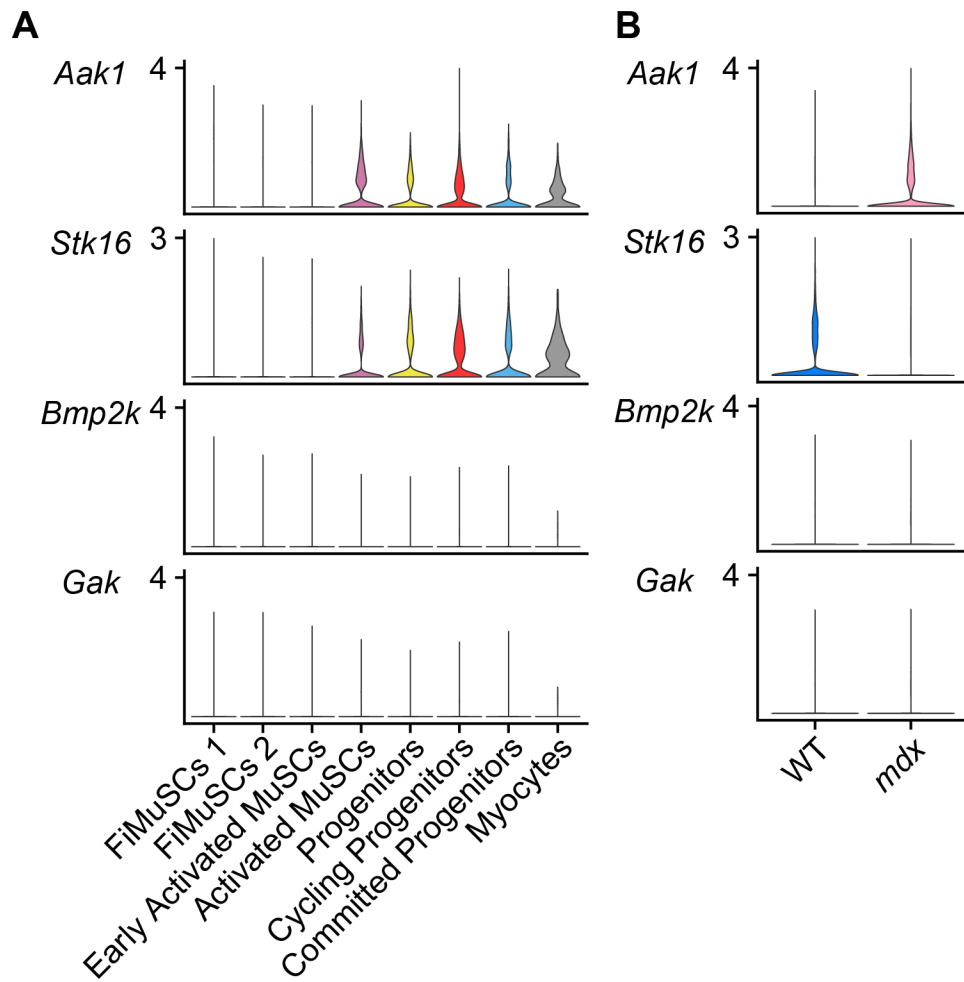 A
Aak1 4
Stk16 3
Bmp2k 4
Gak 4
FiMuSCs 1
FiMuSCs 2
Early Activated MuSCs
Activated MuSCs
Progenitors
Cycling Progenitors
Committed Progenitors
Myocytes
B
Aak1 4
Stk16 3
Bmp2k 4
Gak 4
WT
mdx